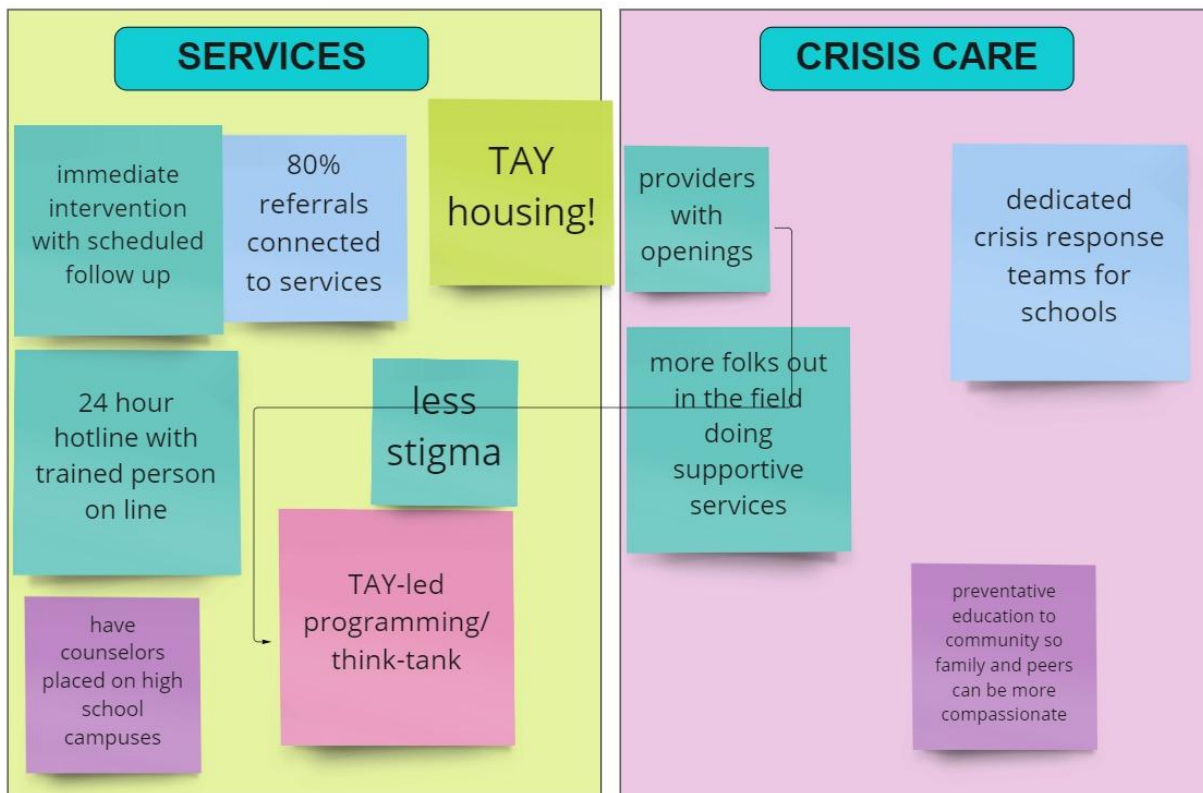 SERVICES
immediate
intervention
with scheduled
follow up
80%
referrals
connected
to services
TAY
housing!
24 hour
hotline with
trained person
on line
less
stigma
have
counselors
placed on high
school
campuses
TAY-led
programming/
think-tank
CRISIS CARE
providers
with
openings
dedicated
crisis response
teams for
schools
more folks out
in the field
doing
supportive
services
preventative
education to
community so
family and peers
can be more
compassionate